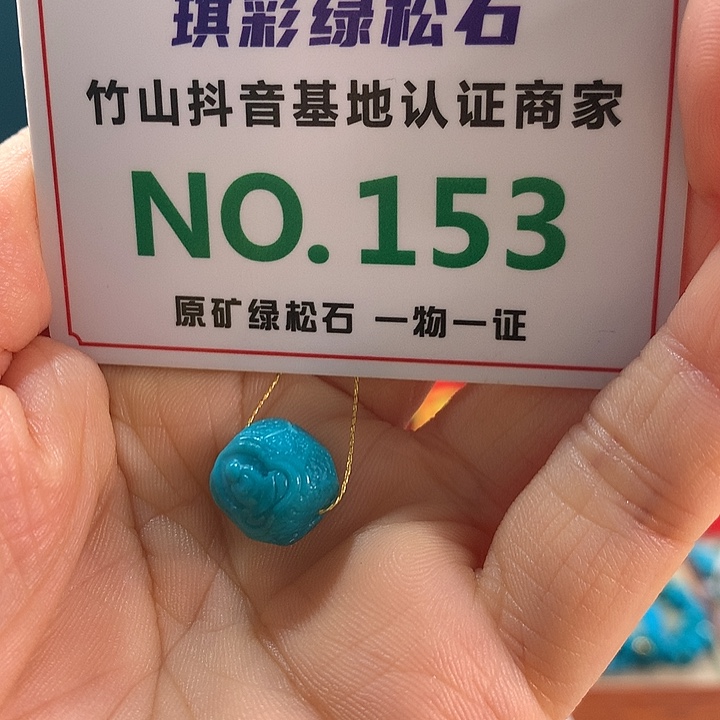 琪彩绿松石
竹山抖音基地认证商家
NO.153
原矿绿松石 一物一证